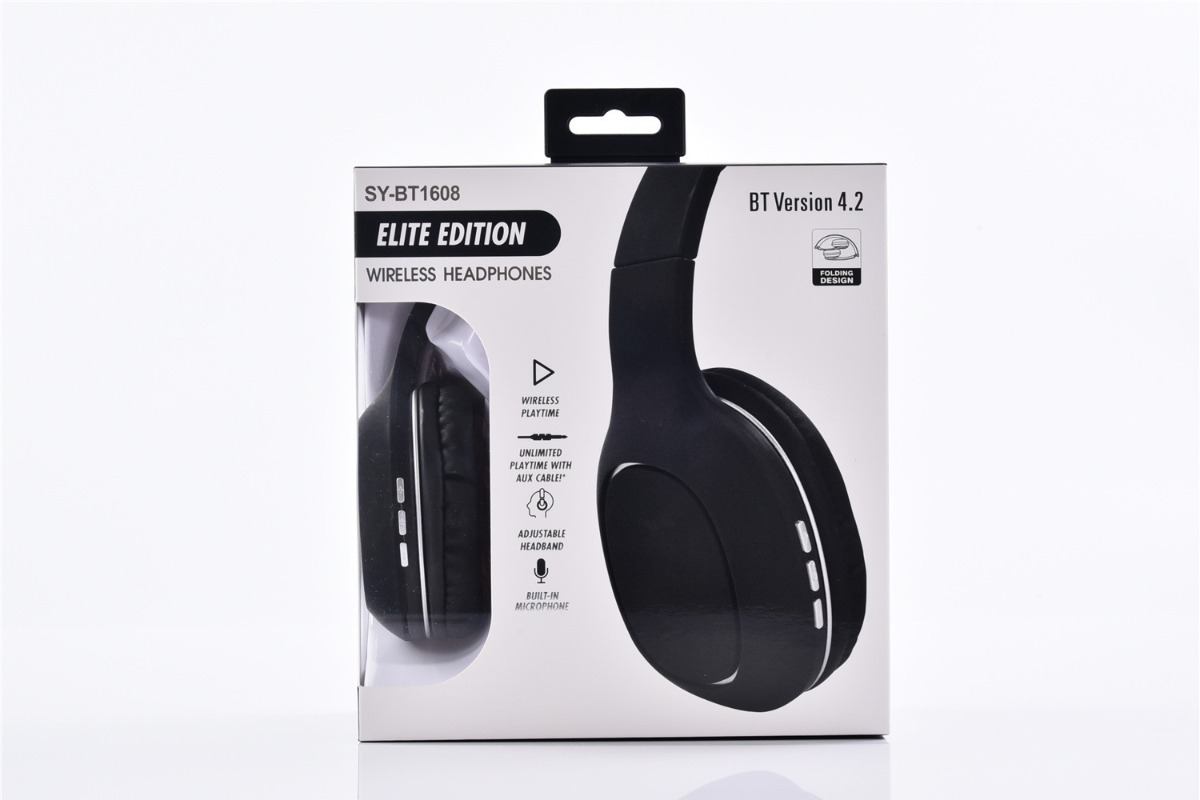 SY-BT1608
ELITE EDITION
WIRELESS HEADPHONES
BT Version 4.2
FOLDING
DESIGN
WIRELESS
PLAYTIME
UNLIMITED
PLAYTIME WITH
AUX CABLE!*
ADJUSTABLE
HEADBAND
BUILT-IN
MICROPHONE